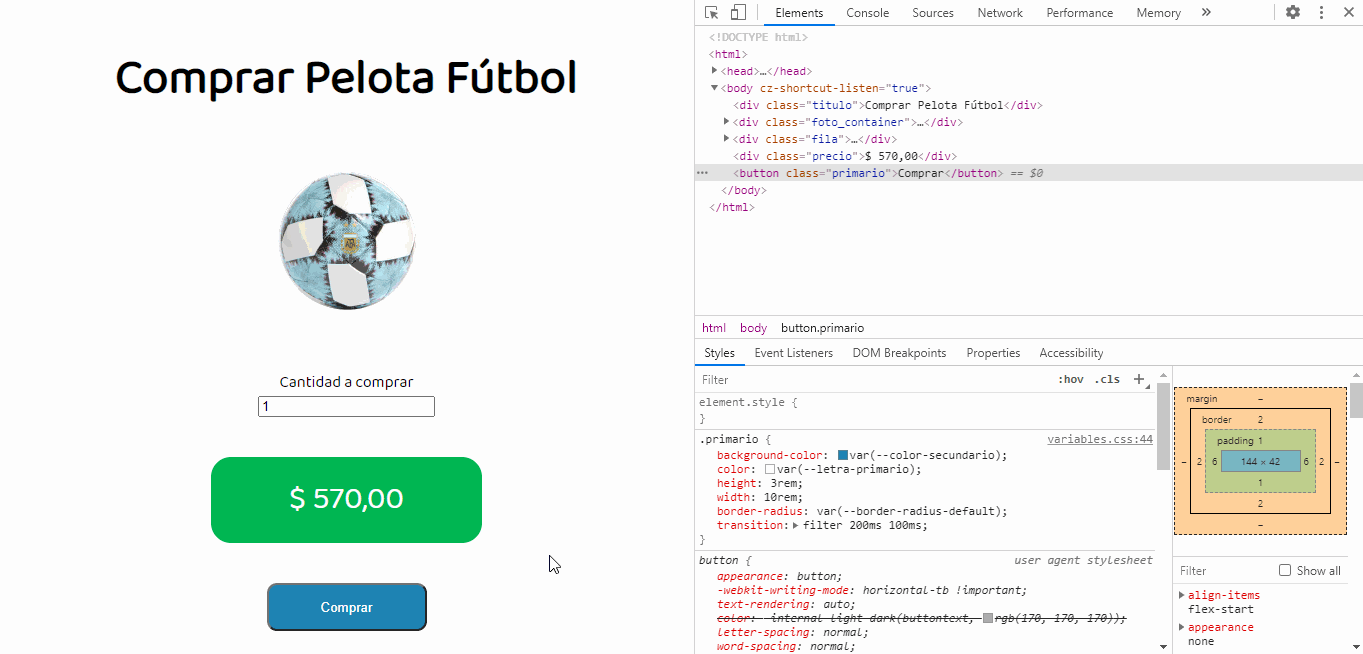 Comprar Pelota Fútbol
Cantidad a comprar
1
$ 570,00
Comprar
Elements Console Sources Network Performance Memory »
<!DOCTYPE html>
<html>
<head>…</head>
<body cz-shortcut-listen="true">
<div class="titulo">Comprar Pelota Fútbol</div>
<div class="foto_container">…</div>
<div class="fila">…</div>
<div class="precio">$ 570,00</div>
<button class="primario">Comprar</button> == $0
</body>
</html>
html body button.primario
Styles Event Listeners DOM Breakpoints Properties Accessibility
Filter :hov .cls +
element.style {
}
.primario { variables.css:44
background-color: var(--color-secundario);
color: var(--letra-primario);
height: 3rem;
width: 10rem;
border-radius: var(--border-radius-default);
transition: filter 200ms 100ms;
}
button { user agent stylesheet
appearance: button;
-webkit-writing-mode: horizontal-tb !important;
text-rendering: auto;
color: -internal-light-dark(buttontext, rgb(170, 170, 170));
letter-spacing: normal;
word-spacing: normal;
margin –
border 2
padding 1
– 2 6 144 × 42 6 2 –
1
2
–
Filter Show all
align-items
flex-start
appearance
none